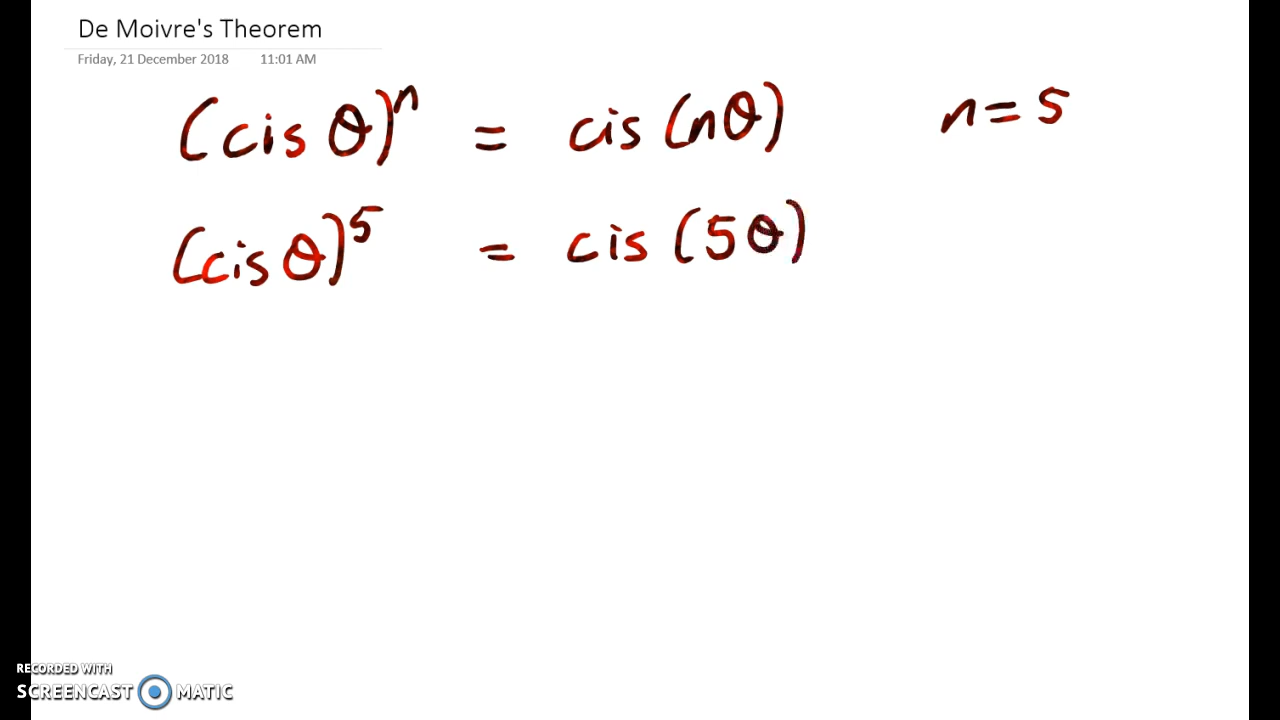 De Moivre's Theorem
Friday, 21 December 2018 11:01 AM
(cis θ)ⁿ = cis (nθ) n = 5
(cis θ)⁵ = cis (5θ)
RECORDED WITH
SCREENCAST MATIC